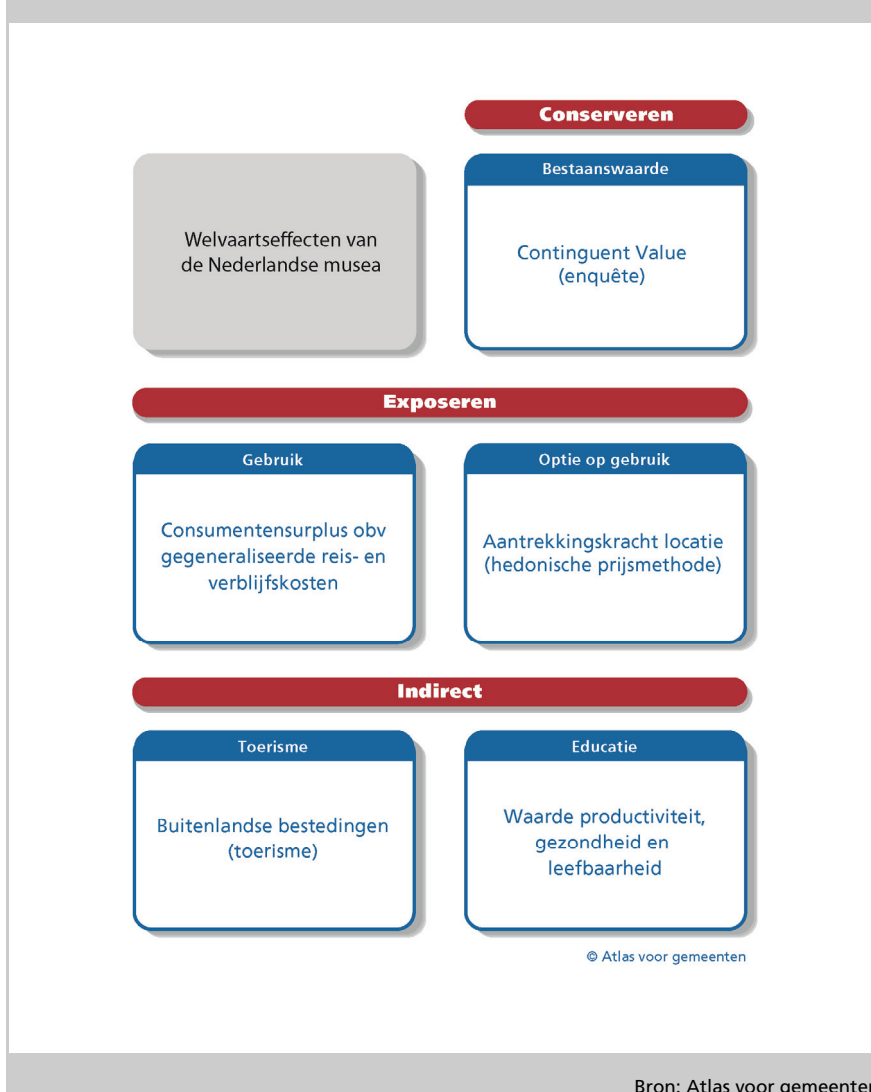 Conserveren
Welvaartseffecten van
de Nederlandse musea
Bestaanswaarde
Continguent Value
(enquête)
Exposeren
Gebruik
Consumentensurplus obv
gegeneraliseerde reis- en
verblijfskosten
Optie op gebruik
Aantrekkingskracht locatie
(hedonische prijsmethode)
Indirect
Toerisme
Buitenlandse bestedingen
(toerisme)
Educatie
Waarde productiviteit,
gezondheid en
leefbaarheid
© Atlas voor gemeenten
Bron: Atlas voor gemeenten